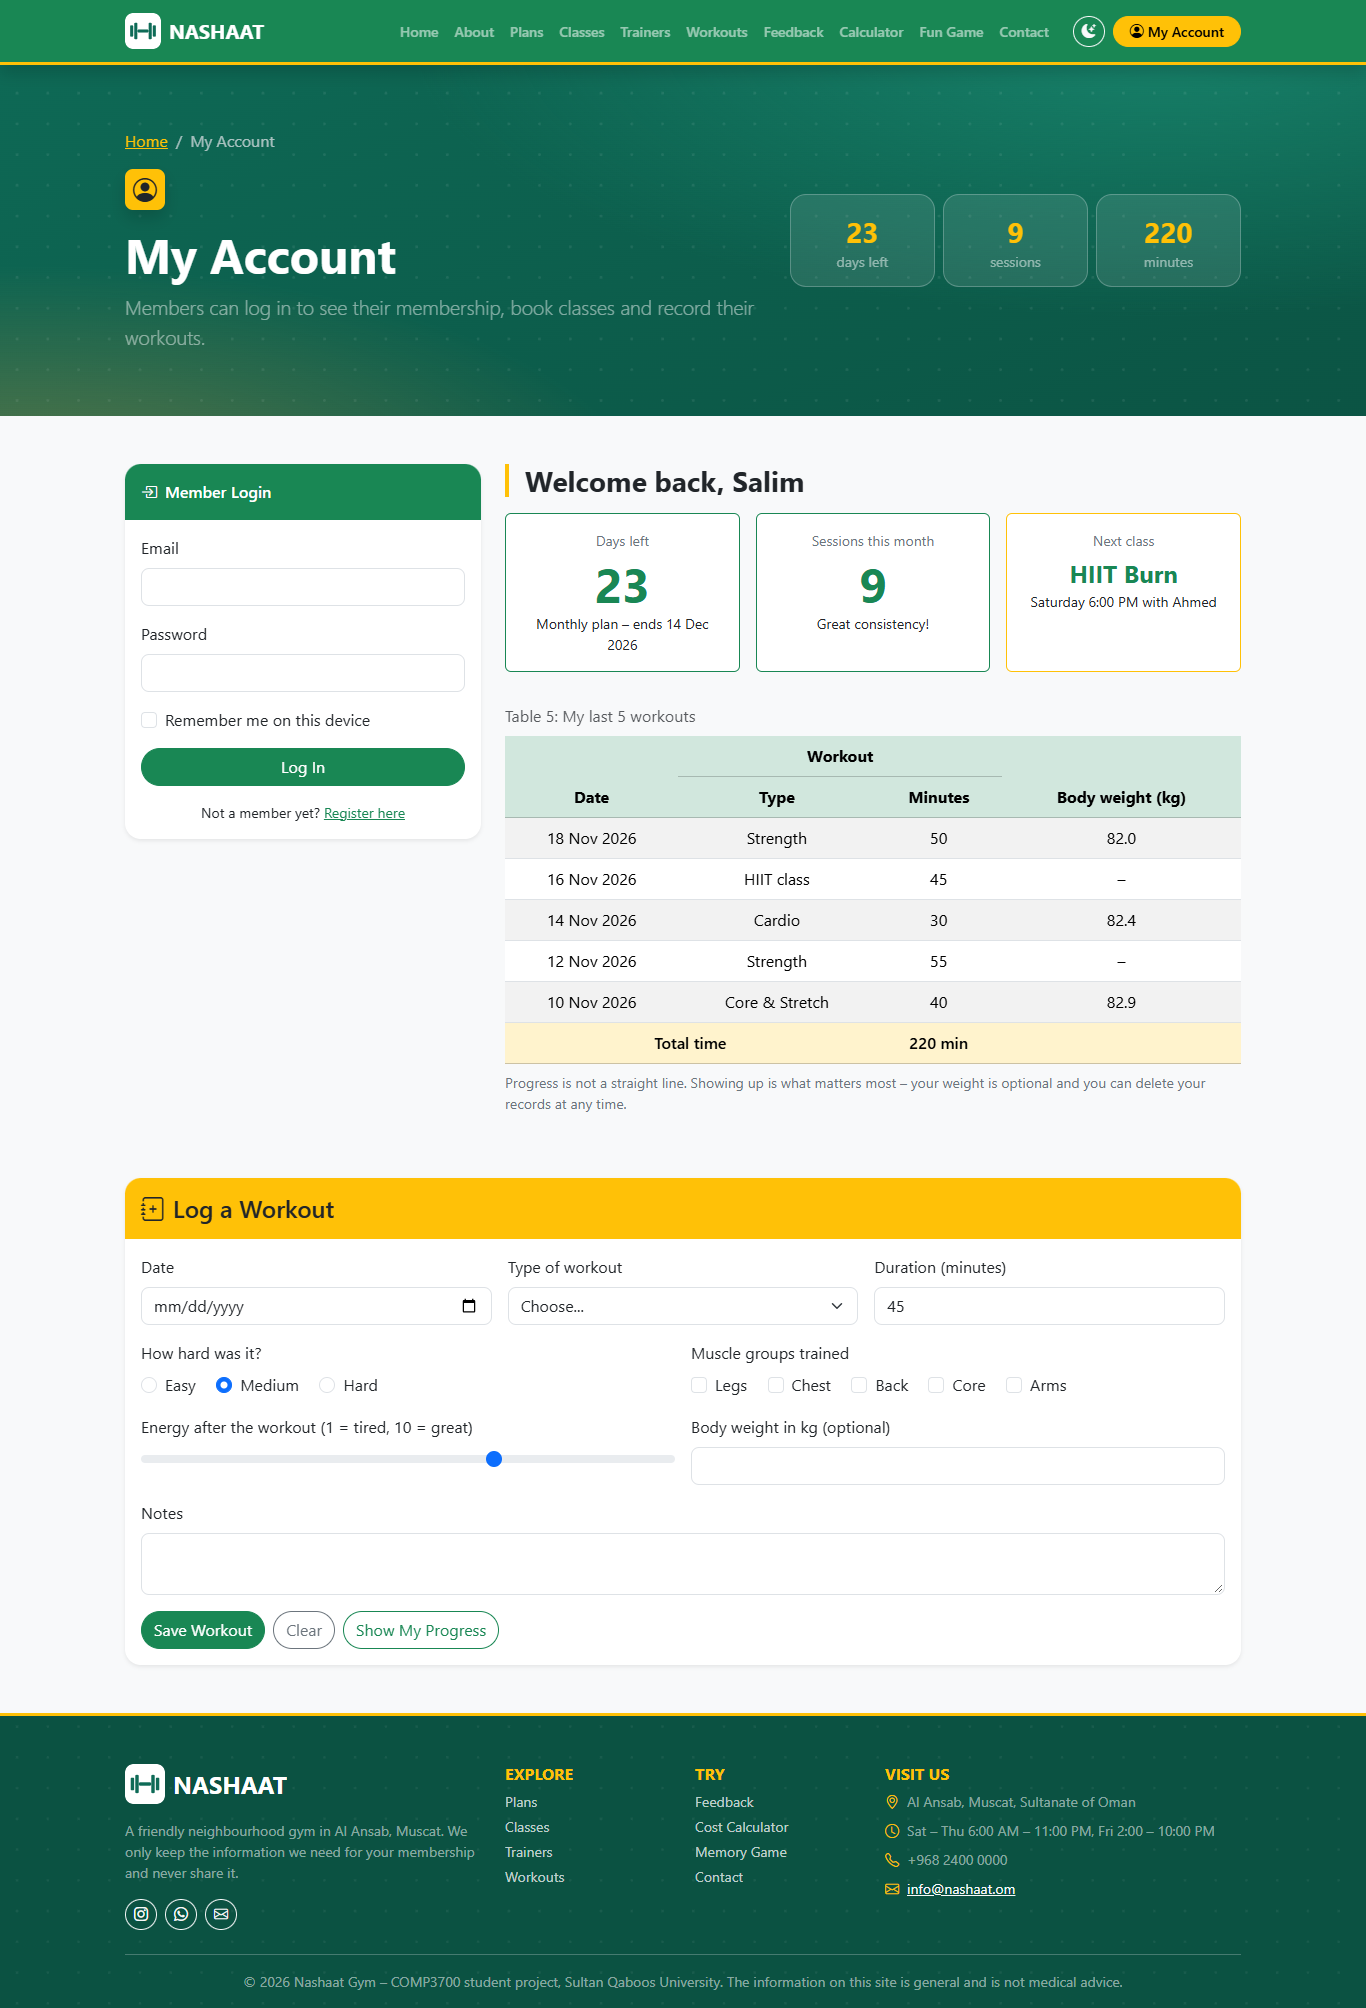 NASHAAT
Home About Plans Classes Trainers Workouts Feedback Calculator Fun Game Contact My Account
Home / My Account
My Account
Members can log in to see their membership, book classes and record their
workouts.
23
days left
9
sessions
220
minutes
Member Login
Email
Password
Remember me on this device
Log In
Not a member yet? Register here
Welcome back, Salim
Days left
23
Monthly plan – ends 14 Dec
2026
Sessions this month
9
Great consistency!
Next class
HIIT Burn
Saturday 6:00 PM with Ahmed
Table 5: My last 5 workouts
Workout
Date Type Minutes Body weight (kg)
18 Nov 2026 Strength 50 82.0
16 Nov 2026 HIIT class 45 –
14 Nov 2026 Cardio 30 82.4
12 Nov 2026 Strength 55 –
10 Nov 2026 Core & Stretch 40 82.9
Total time 220 min
Progress is not a straight line. Showing up is what matters most – your weight is optional and you can delete your
records at any time.
Log a Workout
Date
mm/dd/yyyy
Type of workout
Choose...
Duration (minutes)
45
How hard was it?
Easy Medium Hard
Muscle groups trained
Legs Chest Back Core Arms
Energy after the workout (1 = tired, 10 = great)
Body weight in kg (optional)
Notes
Save Workout Clear Show My Progress
NASHAAT
A friendly neighbourhood gym in Al Ansab, Muscat. We
only keep the information we need for your membership
and never share it.
EXPLORE
Plans
Classes
Trainers
Workouts
TRY
Feedback
Cost Calculator
Memory Game
Contact
VISIT US
Al Ansab, Muscat, Sultanate of Oman
Sat – Thu 6:00 AM – 11:00 PM, Fri 2:00 – 10:00 PM
+968 2400 0000
info@nashaat.om
© 2026 Nashaat Gym – COMP3700 student project, Sultan Qaboos University. The information on this site is general and is not medical advice.